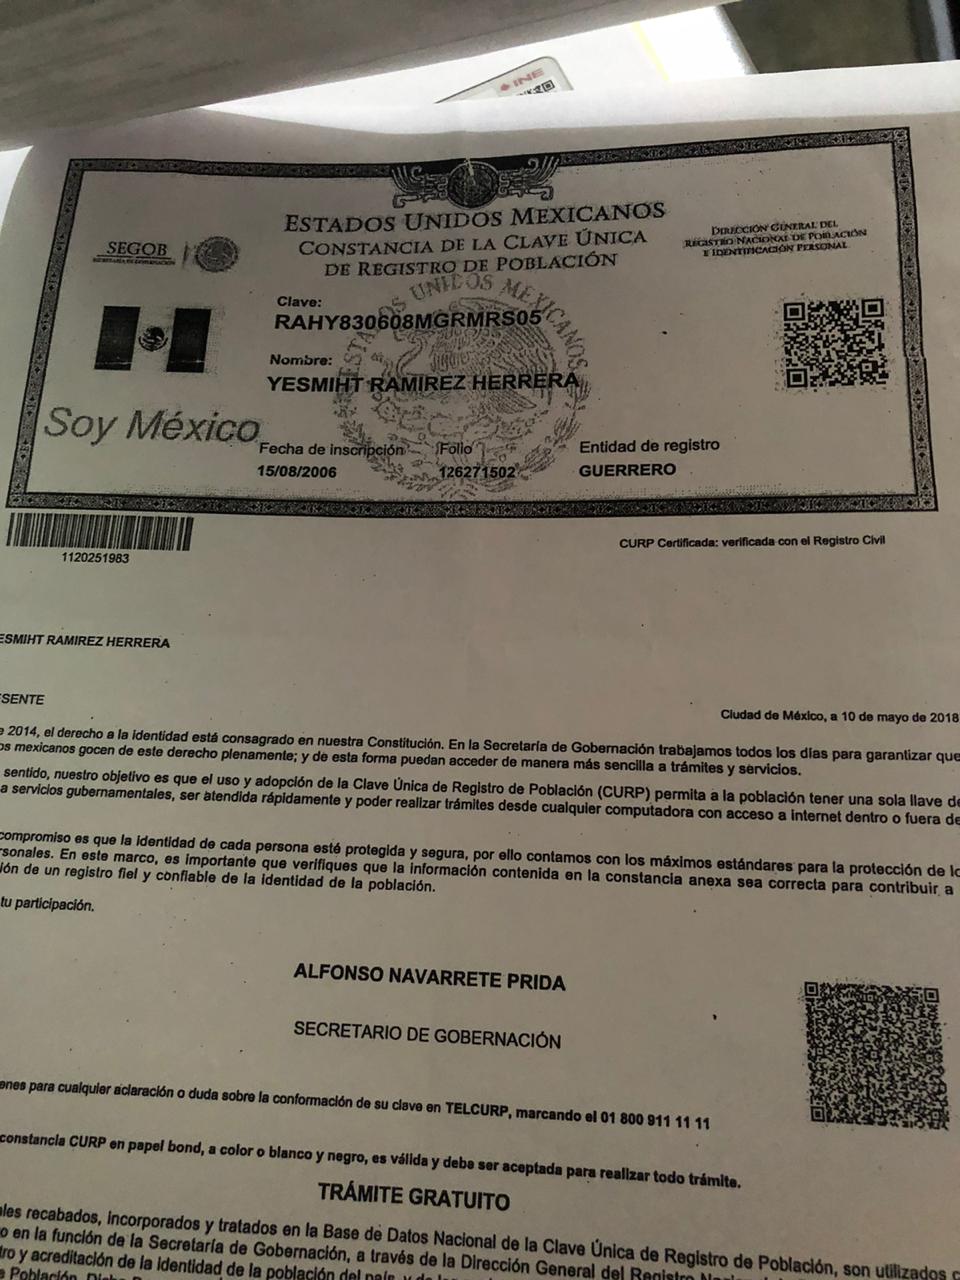 INE
ESTADOS UNIDOS MEXICANOS
CONSTANCIA DE LA CLAVE ÚNICA
DE REGISTRO DE POBLACIÓN
SEGOB
SECRETARÍA DE GOBERNACIÓN
DIRECCIÓN GENERAL DEL
REGISTRO NACIONAL DE POBLACIÓN
E IDENTIFICACIÓN PERSONAL
ESTADOS UNIDOS MEXICANOS
Clave:
RAHY830608MGRMRS05
Nombre:
YESMIHT RAMIREZ HERRERA
Soy México
Fecha de inscripción Folio Entidad de registro
15/08/2006 126271502 GUERRERO
1120251983
CURP Certificada: verificada con el Registro Civil
ESMIHT RAMIREZ HERRERA
ESENTE
Ciudad de México, a 10 de mayo de 2018
e 2014, el derecho a la identidad está consagrado en nuestra Constitución. En la Secretaría de Gobernación trabajamos todos los días para garantizar que
os mexicanos gocen de este derecho plenamente; y de esta forma puedan acceder de manera más sencilla a trámites y servicios.
sentido, nuestro objetivo es que el uso y adopción de la Clave Única de Registro de Población (CURP) permita a la población tener una sola llave de
a servicios gubernamentales, ser atendida rápidamente y poder realizar trámites desde cualquier computadora con acceso a internet dentro o fuera de
compromiso es que la identidad de cada persona esté protegida y segura, por ello contamos con los máximos estándares para la protección de lo
rsonales. En este marco, es importante que verifiques que la información contenida en la constancia anexa sea correcta para contribuir a
ión de un registro fiel y confiable de la identidad de la población.
tu participación.
ALFONSO NAVARRETE PRIDA
SECRETARIO DE GOBERNACIÓN
enes para cualquier aclaración o duda sobre la conformación de su clave en TELCURP, marcando el 01 800 911 11 11
constancia CURP en papel bond, a color o blanco y negro, es válida y debe ser aceptada para realizar todo trámite.
TRÁMITE GRATUITO
ales recabados, incorporados y tratados en la Base de Datos Nacional de la Clave Única de Registro de Población, son utilizados
o en la función de la Secretaría de Gobernación, a través de la Dirección General del Registro
tro y acreditación de la identidad de la población del país
e Población.